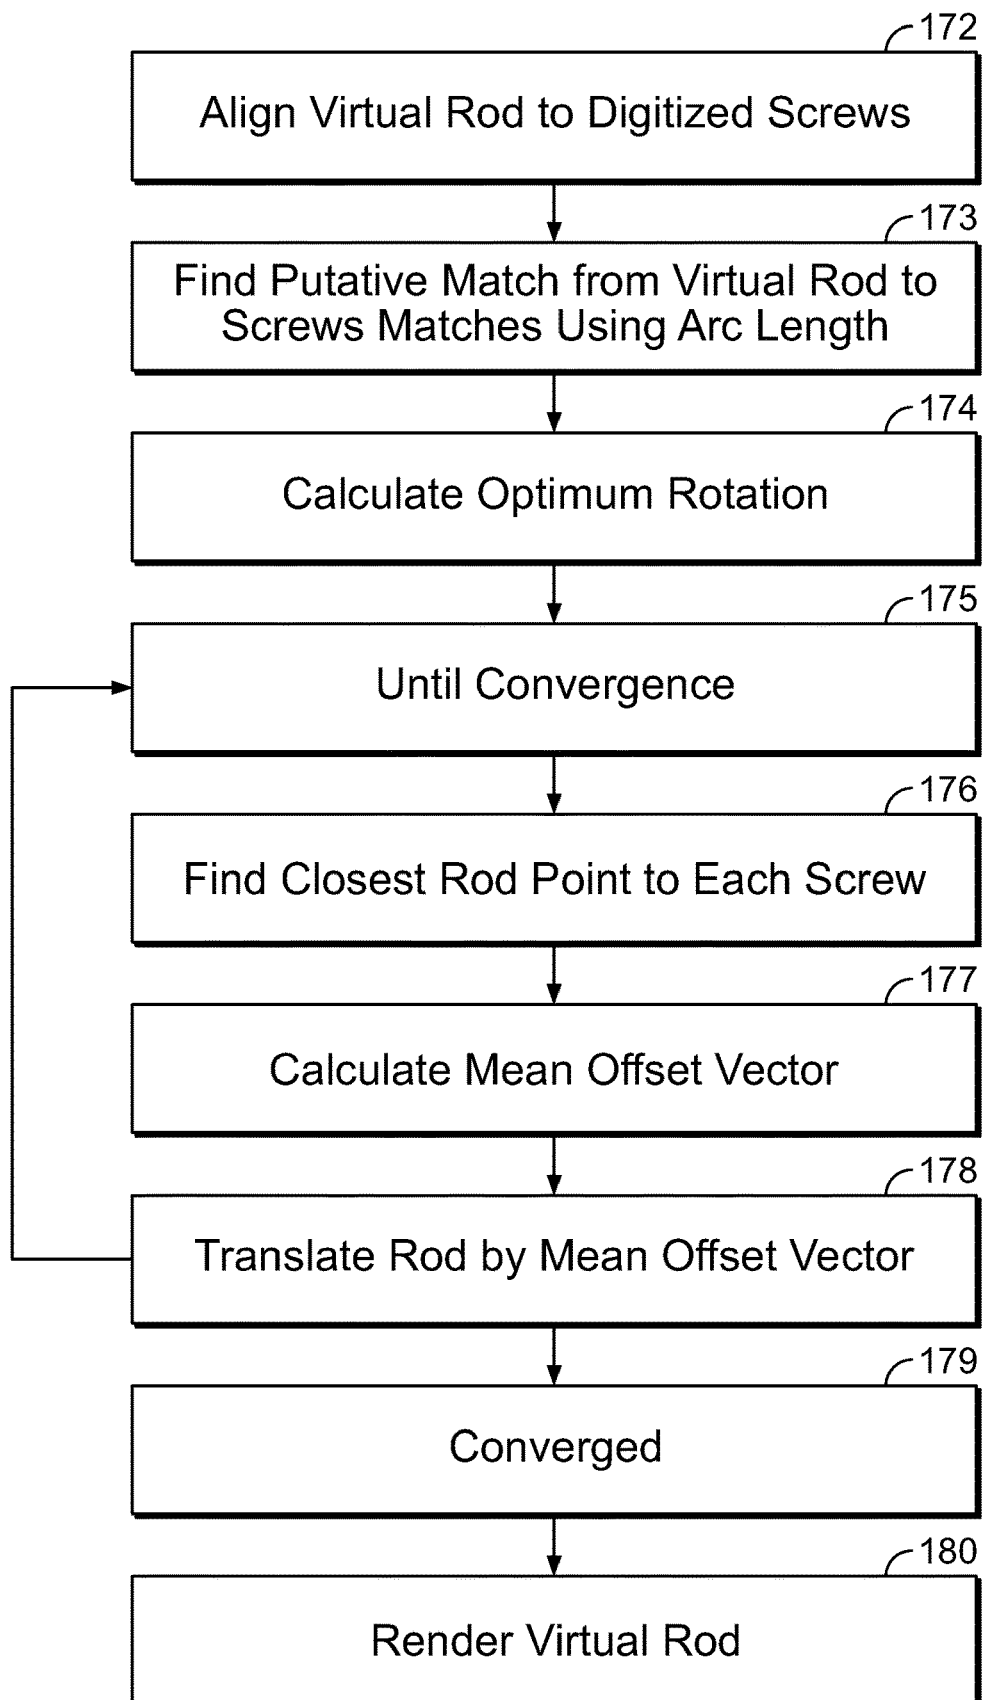 172
Align Virtual Rod to Digitized Screws
173
Find Putative Match from Virtual Rod to
Screws Matches Using Arc Length
174
Calculate Optimum Rotation
175
Until Convergence
176
Find Closest Rod Point to Each Screw
177
Calculate Mean Offset Vector
178
Translate Rod by Mean Offset Vector
179
Converged
180
Render Virtual Rod